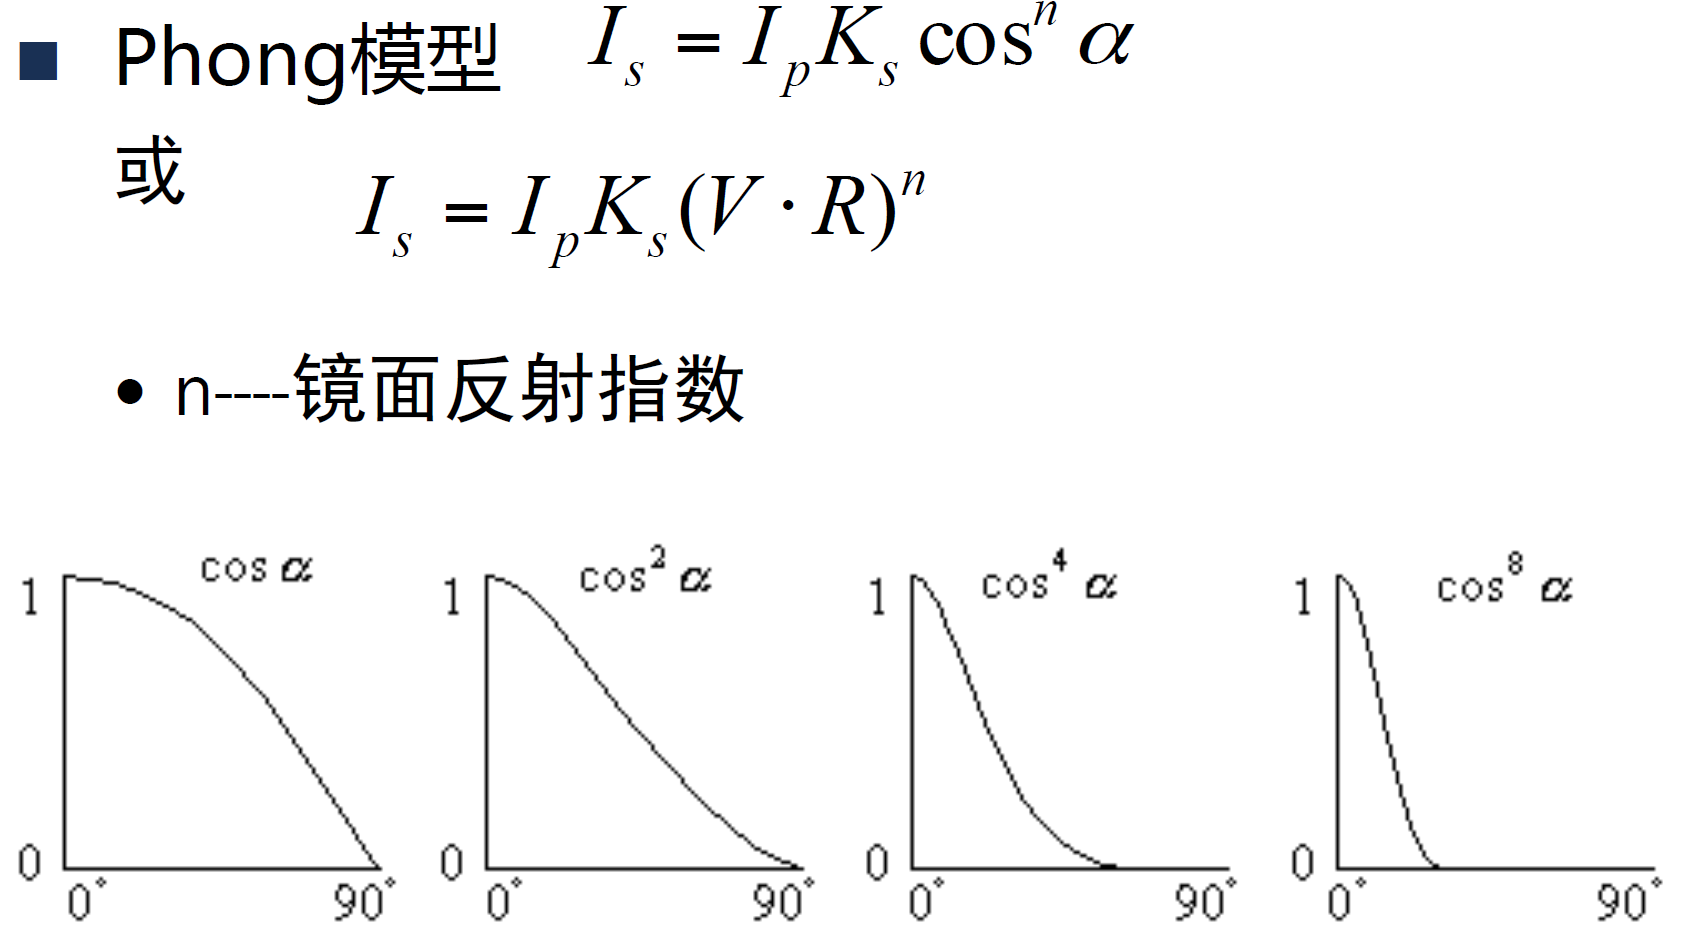 Phong模型 I_s = I_p K_s cos^n α
或
I_s = I_p K_s (V · R)^n
• n----镜面反射指数
cos α
1
0
0° 90°
cos² α
1
0
0° 90°
cos⁴ α
1
0
0° 90°
cos⁸ α
1
0
0° 90°